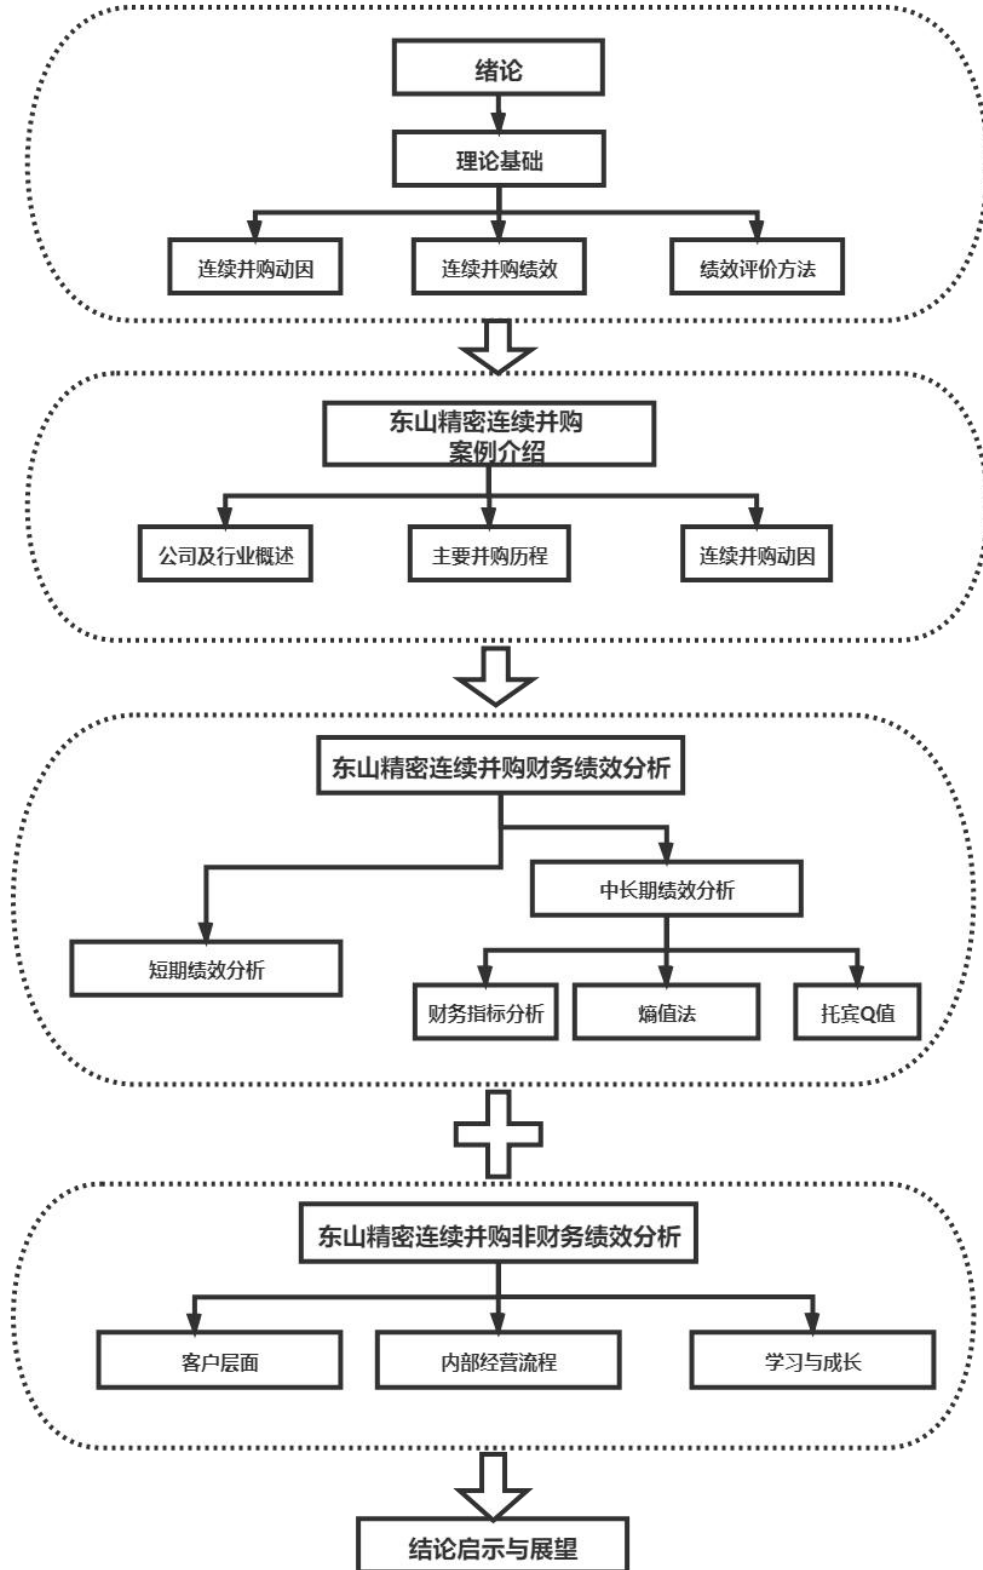 绪论
理论基础
连续并购动因
连续并购绩效
绩效评价方法
东山精密连续并购
案例介绍
公司及行业概述
主要并购历程
连续并购动因
东山精密连续并购财务绩效分析
中长期绩效分析
短期绩效分析
财务指标分析
熵值法
托宾Q值
东山精密连续并购非财务绩效分析
客户层面
内部经营流程
学习与成长
结论启示与展望